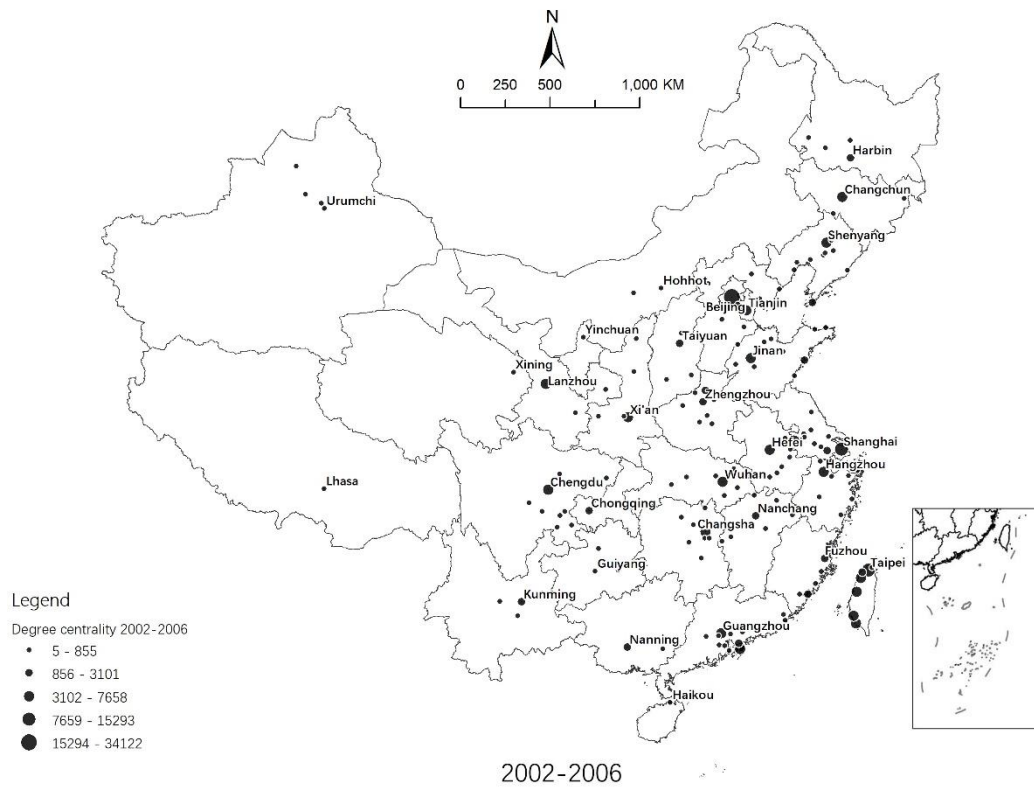 N
0 250 500 1,000 KM
Harbin
Urumchi
Changchun
Shenyang
Hohhot
Beijing
Tianjin
Yinchuan
Taiyuan
Xining
Jinan
Lanzhou
Zhengzhou
Xi'an
Hefei
Shanghai
Hangzhou
Lhasa
Chengdu
Wuhan
Chongqing
Nanchang
Changsha
Fuzhou
Guiyang
Taipei
Kunming
Guangzhou
Nanning
Haikou
Legend
Degree centrality 2002-2006
5 - 855
856 - 3101
3102 - 7658
7659 - 15293
15294 - 34122
2002-2006